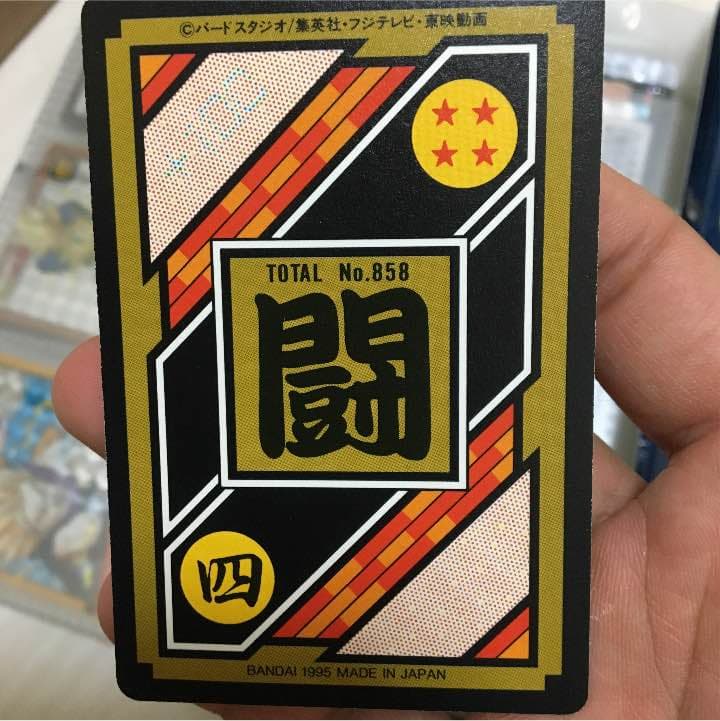 ©バードスタジオ/集英社・フジテレビ・東映動画
TOTAL No.858
闘
四
BANDAI 1995 MADE IN JAPAN